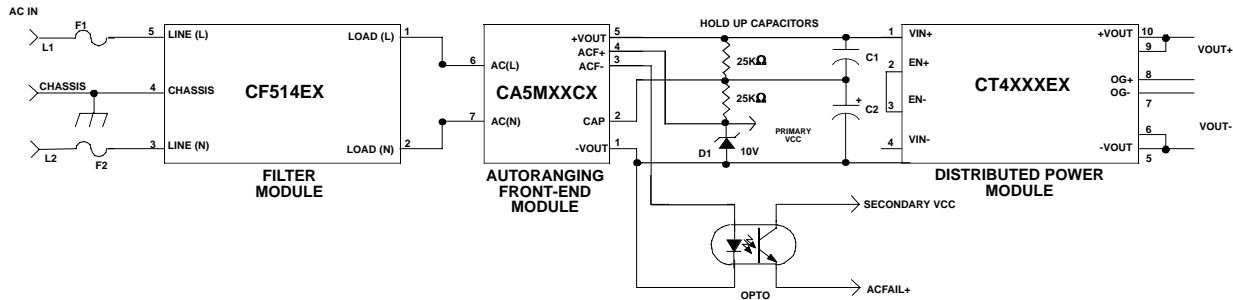 AC IN
F1
L1
5
LINE (L)
LOAD (L)
1
CHASSIS
4
CHASSIS
CF514EX
L2
F2
3
LINE (N)
LOAD (N)
2
FILTER
MODULE
6
AC(L)
7
AC(N)
CA5MXXCX
+VOUT
5
ACF+
4
ACF-
3
CAP
2
-VOUT
1
AUTORANGING
FRONT-END
MODULE
HOLD UP CAPACITORS
25KΩ
25KΩ
C1
+
C2
PRIMARY
VCC
D1
10V
1
VIN+
2
EN+
EN-
3
4
VIN-
CT4XXXEX
+VOUT
10
9
OG+
8
OG-
7
6
-VOUT
5
VOUT+
VOUT-
DISTRIBUTED POWER
MODULE
SECONDARY VCC
ACFAIL+
OPTO